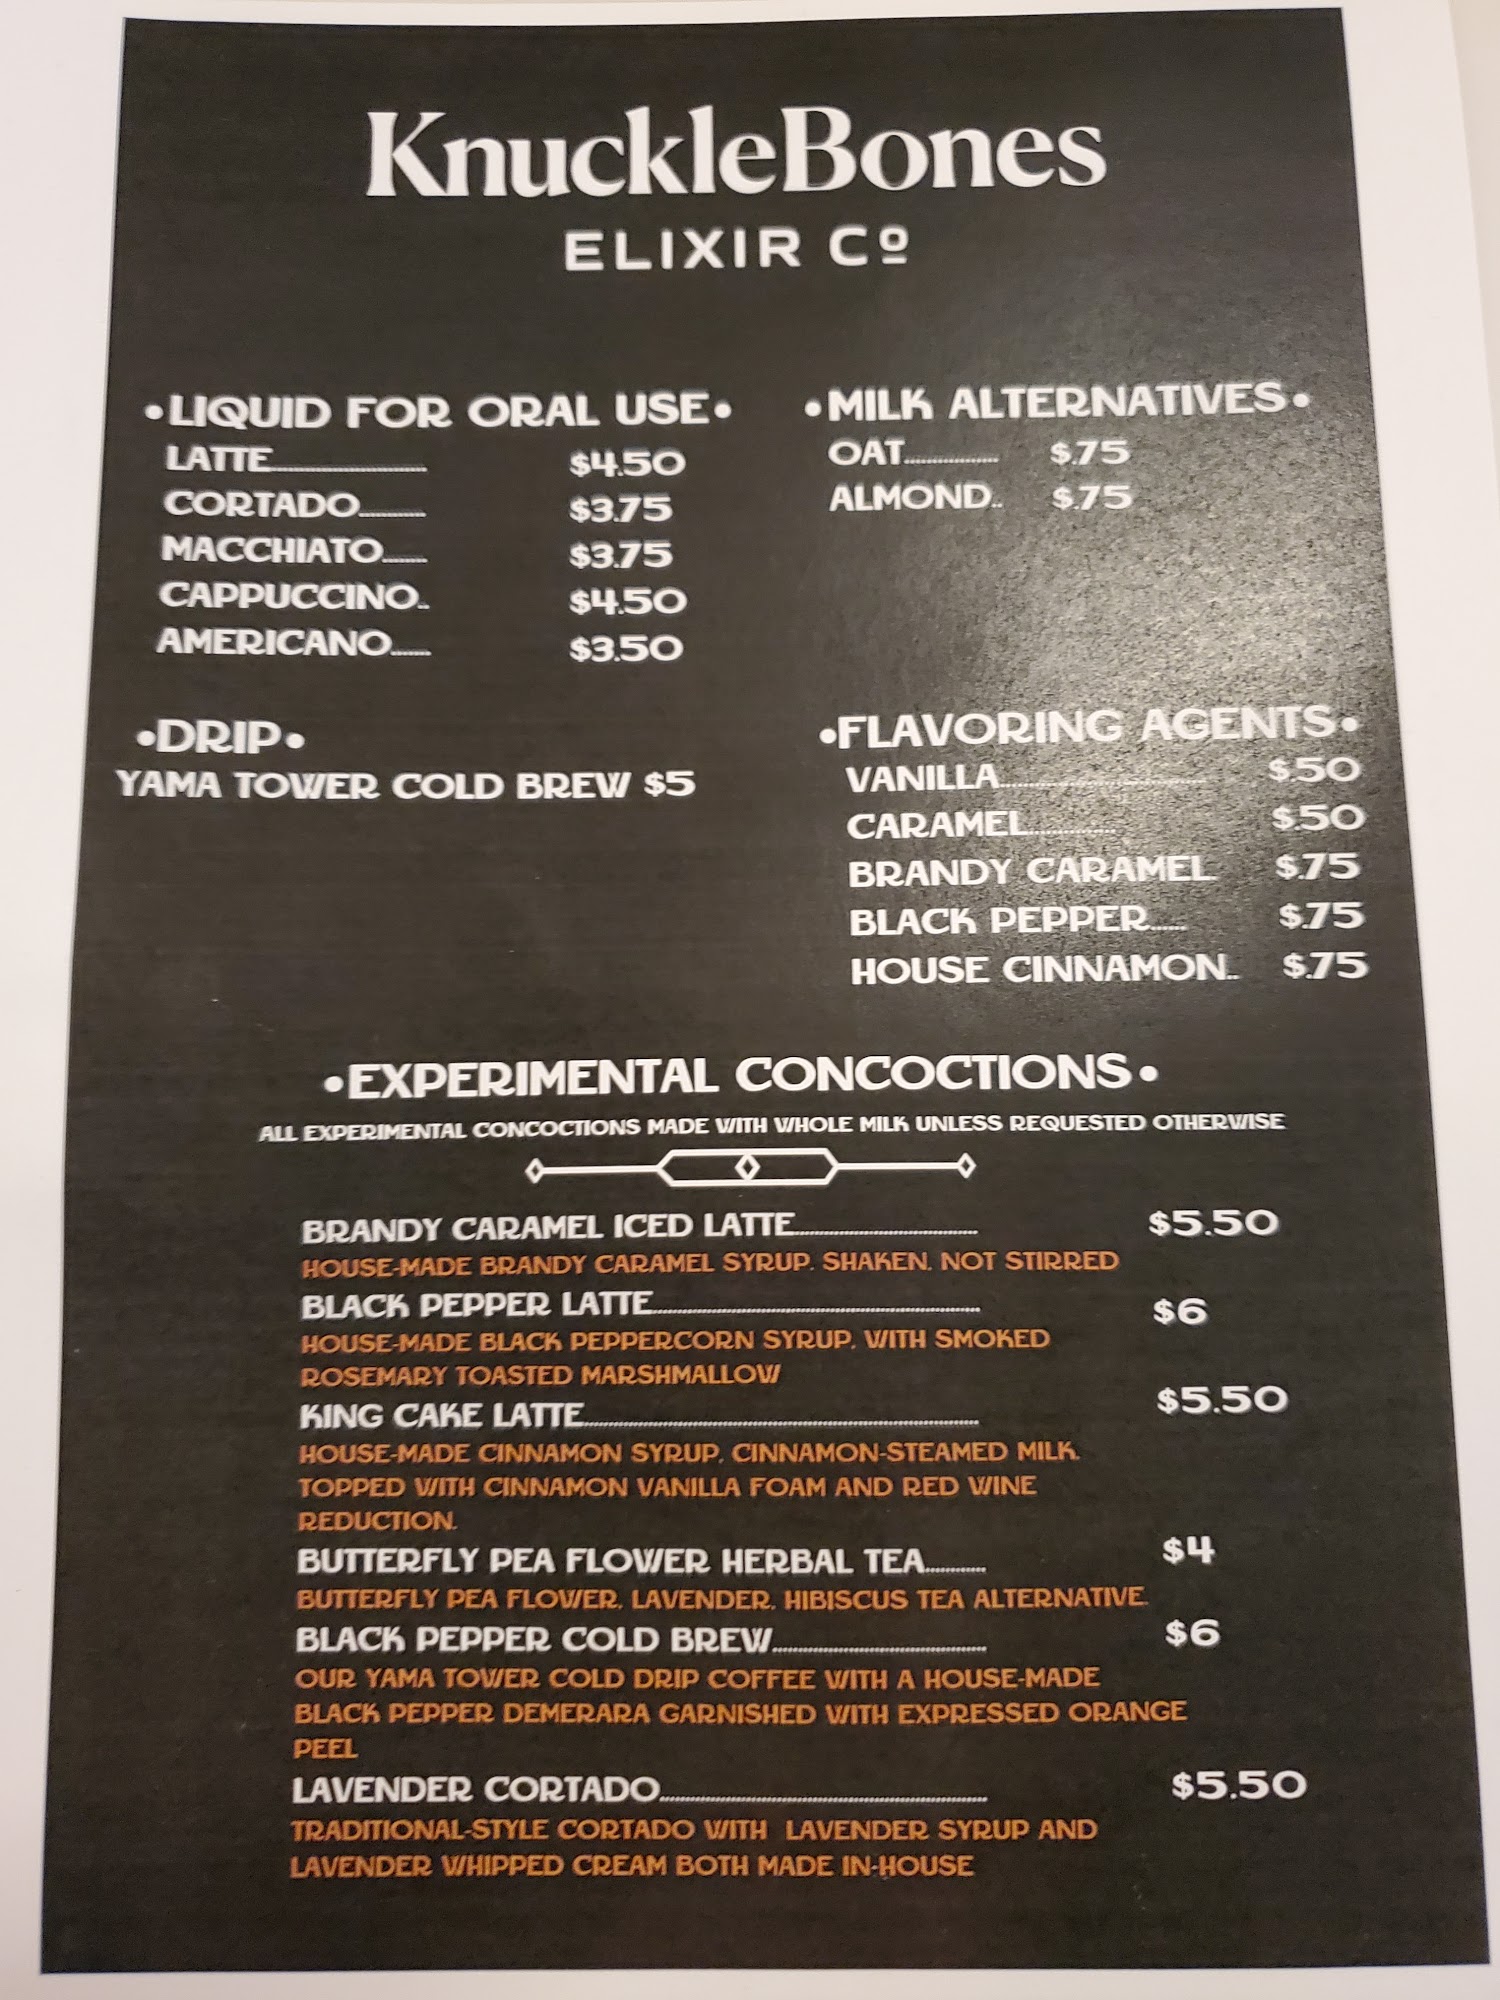 KnuckleBones
ELIXIR Cº
•LIQUID FOR ORAL USE•
LATTE.................... $4.50
CORTADO............ $3.75
MACCHIATO........ $3.75
CAPPUCCINO.. $4.50
AMERICANO....... $3.50
•MILK ALTERNATIVES•
OAT.................. $.75
ALMOND.. $.75
•DRIP•
YAMA TOWER COLD BREW $5
•FLAVORING AGENTS•
VANILLA.................................. $.50
CARAMEL.............. $.50
BRANDY CARAMEL $.75
BLACK PEPPER...... $.75
HOUSE CINNAMON.. $.75
•EXPERIMENTAL CONCOCTIONS•
ALL EXPERIMENTAL CONCOCTIONS MADE WITH WHOLE MILK UNLESS REQUESTED OTHERWISE
BRANDY CARAMEL ICED LATTE.................................. $5.50
HOUSE-MADE BRANDY CARAMEL SYRUP. SHAKEN, NOT STIRRED
BLACK PEPPER LATTE............................................................ $6
HOUSE-MADE BLACK PEPPERCORN SYRUP, WITH SMOKED
ROSEMARY TOASTED MARSHMALLOW
KING CAKE LATTE........................................................................ $5.50
HOUSE-MADE CINNAMON SYRUP, CINNAMON-STEAMED MILK.
TOPPED WITH CINNAMON VANILLA FOAM AND RED WINE
REDUCTION.
BUTTERFLY PEA FLOWER HERBAL TEA........... $4
BUTTERFLY PEA FLOWER, LAVENDER, HIBISCUS TEA ALTERNATIVE.
BLACK PEPPER COLD BREW....................................... $6
OUR YAMA TOWER COLD DRIP COFFEE WITH A HOUSE-MADE
BLACK PEPPER DEMERARA GARNISHED WITH EXPRESSED ORANGE
PEEL
LAVENDER CORTADO............................................................ $5.50
TRADITIONAL-STYLE CORTADO WITH LAVENDER SYRUP AND
LAVENDER WHIPPED CREAM BOTH MADE IN-HOUSE